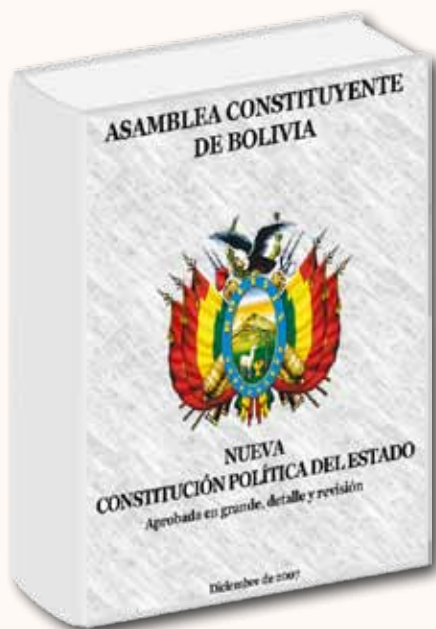 ASAMBLEA CONSTITUYENTE
DE BOLIVIA
NUEVA
CONSTITUCIÓN POLÍTICA DEL ESTADO
Aprobada en grande, detalle y revisión
Diciembre de 2007